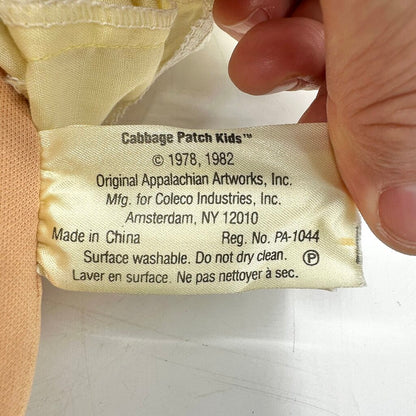 Cabbage Patch Kids™
© 1978, 1982
Original Appalachian Artworks, Inc.
Mfg. for Coleco Industries, Inc.
Amsterdam, NY 12010
Made in China Reg. No. PA-1044
Surface washable. Do not dry clean. Ⓟ
Laver en surface. Ne pas nettoyer à sec.